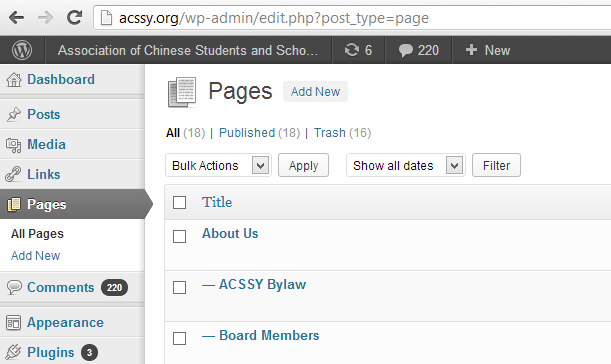 acssy.org/wp-admin/edit.php?post_type=page
Association of Chinese Students and Scho... 6 220 + New
Dashboard
Posts
Media
Links
Pages
All Pages
Add New
Comments 220
Appearance
Plugins 3
Pages Add New
All (18) | Published (18) | Trash (16)
Bulk Actions Apply Show all dates Filter
Title
About Us
— ACSSY Bylaw
— Board Members